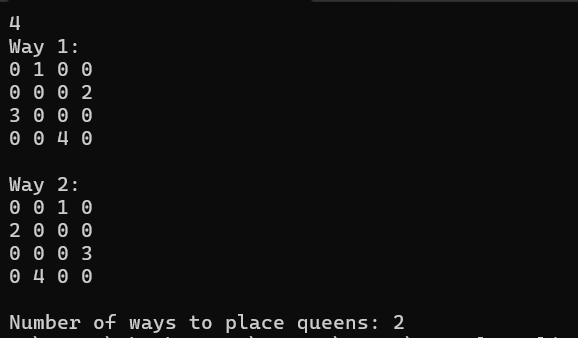 4
Way 1:
0 1 0 0
0 0 0 2
3 0 0 0
0 0 4 0
Way 2:
0 0 1 0
2 0 0 0
0 0 0 3
0 4 0 0
Number of ways to place queens: 2